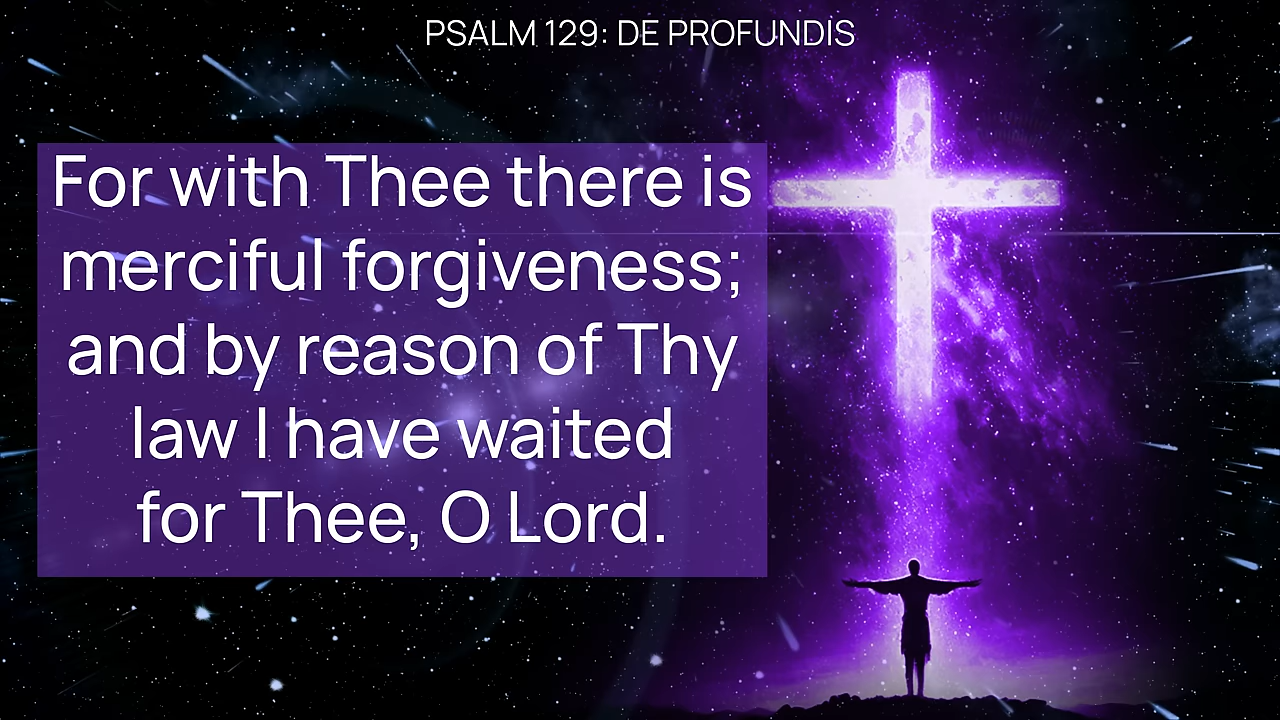 PSALM 129: DE PROFUNDIS
For with Thee there is
merciful forgiveness;
and by reason of Thy
law I have waited
for Thee, O Lord.